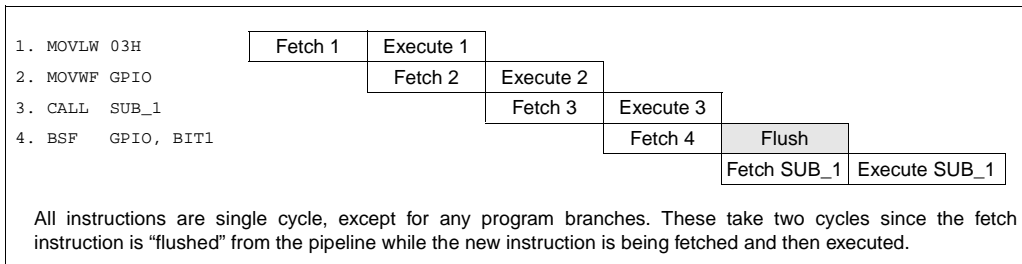 1. MOVLW 03H Fetch 1 Execute 1
2. MOVWF GPIO Fetch 2 Execute 2
3. CALL SUB_1 Fetch 3 Execute 3
4. BSF GPIO, BIT1 Fetch 4 Flush
Fetch SUB_1 Execute SUB_1
All instructions are single cycle, except for any program branches. These take two cycles since the fetch
instruction is “flushed” from the pipeline while the new instruction is being fetched and then executed.